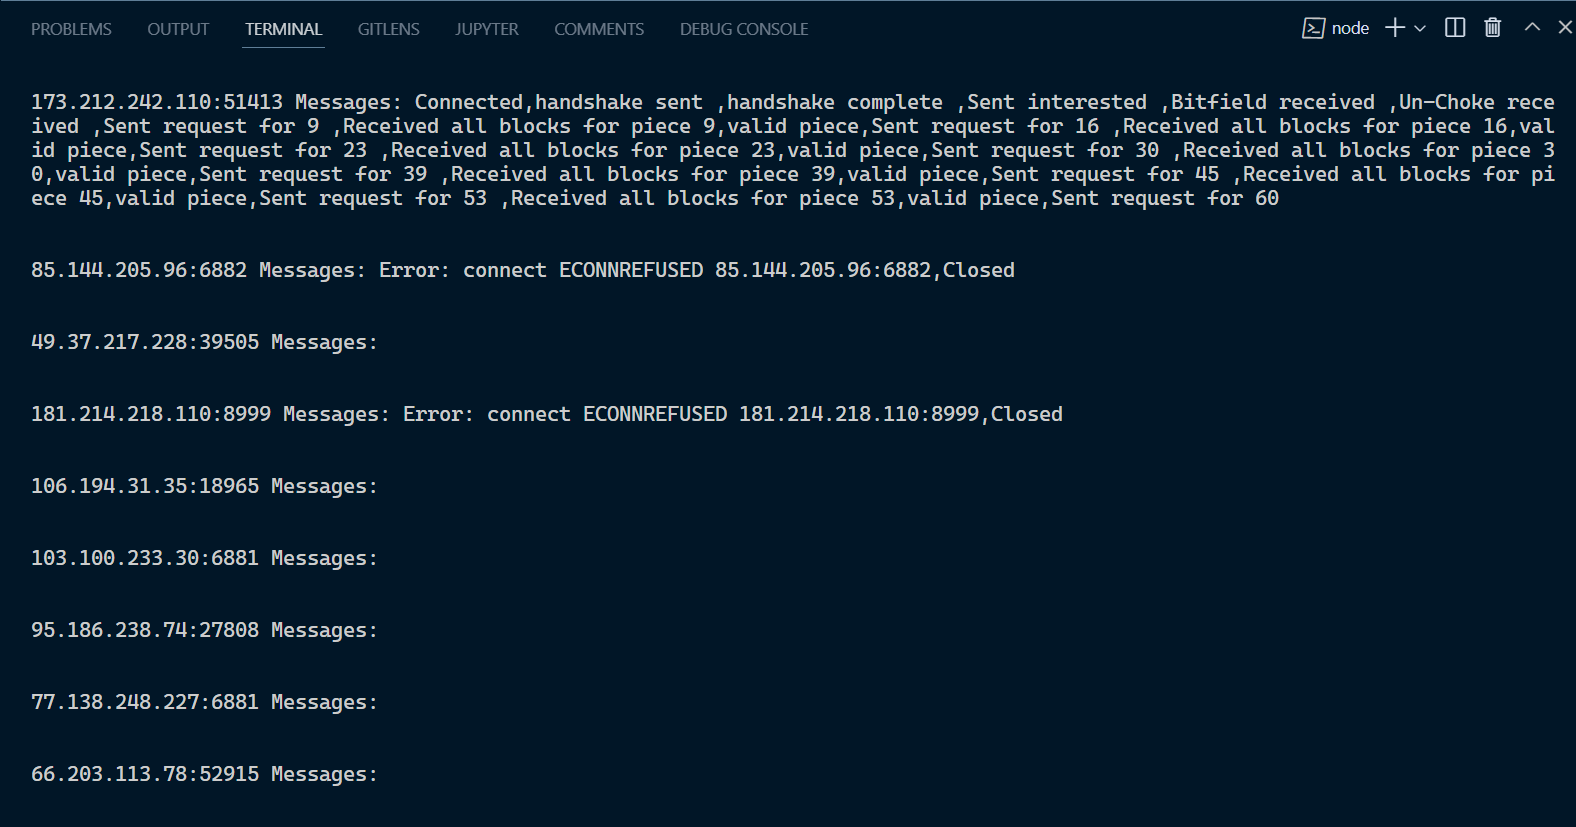 PROBLEMS OUTPUT TERMINAL GITLENS JUPYTER COMMENTS DEBUG CONSOLE node
173.212.242.110:51413 Messages: Connected,handshake sent ,handshake complete ,Sent interested ,Bitfield received ,Un-Choke rece
ived ,Sent request for 9 ,Received all blocks for piece 9,valid piece,Sent request for 16 ,Received all blocks for piece 16,val
id piece,Sent request for 23 ,Received all blocks for piece 23,valid piece,Sent request for 30 ,Received all blocks for piece 3
0,valid piece,Sent request for 39 ,Received all blocks for piece 39,valid piece,Sent request for 45 ,Received all blocks for pi
ece 45,valid piece,Sent request for 53 ,Received all blocks for piece 53,valid piece,Sent request for 60
85.144.205.96:6882 Messages: Error: connect ECONNREFUSED 85.144.205.96:6882,Closed
49.37.217.228:39505 Messages:
181.214.218.110:8999 Messages: Error: connect ECONNREFUSED 181.214.218.110:8999,Closed
106.194.31.35:18965 Messages:
103.100.233.30:6881 Messages:
95.186.238.74:27808 Messages:
77.138.248.227:6881 Messages:
66.203.113.78:52915 Messages: